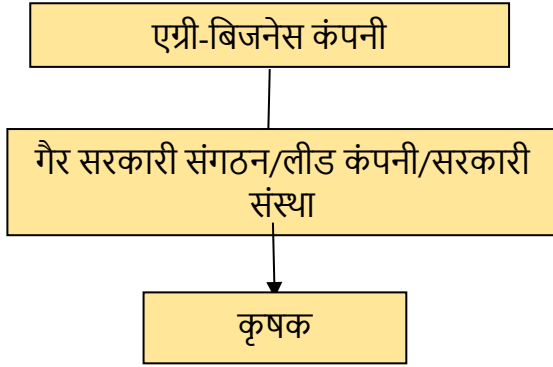 एग्री-बिजनेस कंपनी
गैर सरकारी संगठन/लीड कंपनी/सरकारी
संस्था
कृषक